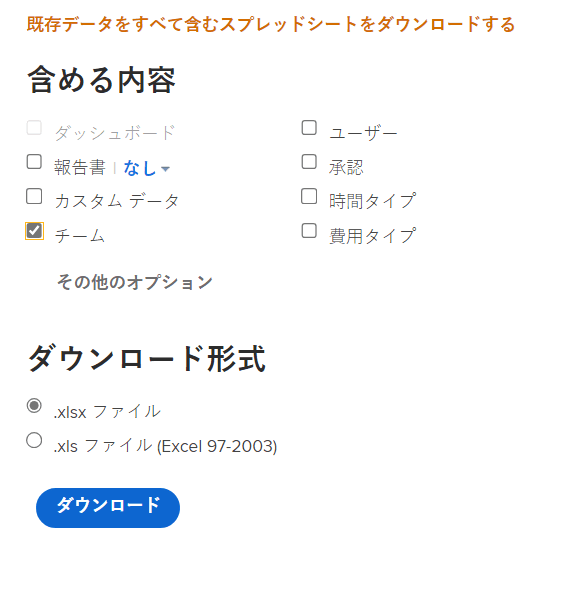 既存データをすべて含むスプレッドシートをダウンロードする
含める内容
ダッシュボード
報告書 | なし
カスタム データ
チーム
ユーザー
承認
時間タイプ
費用タイプ
その他のオプション
ダウンロード形式
.xlsx ファイル
.xls ファイル (Excel 97-2003)
ダウンロード